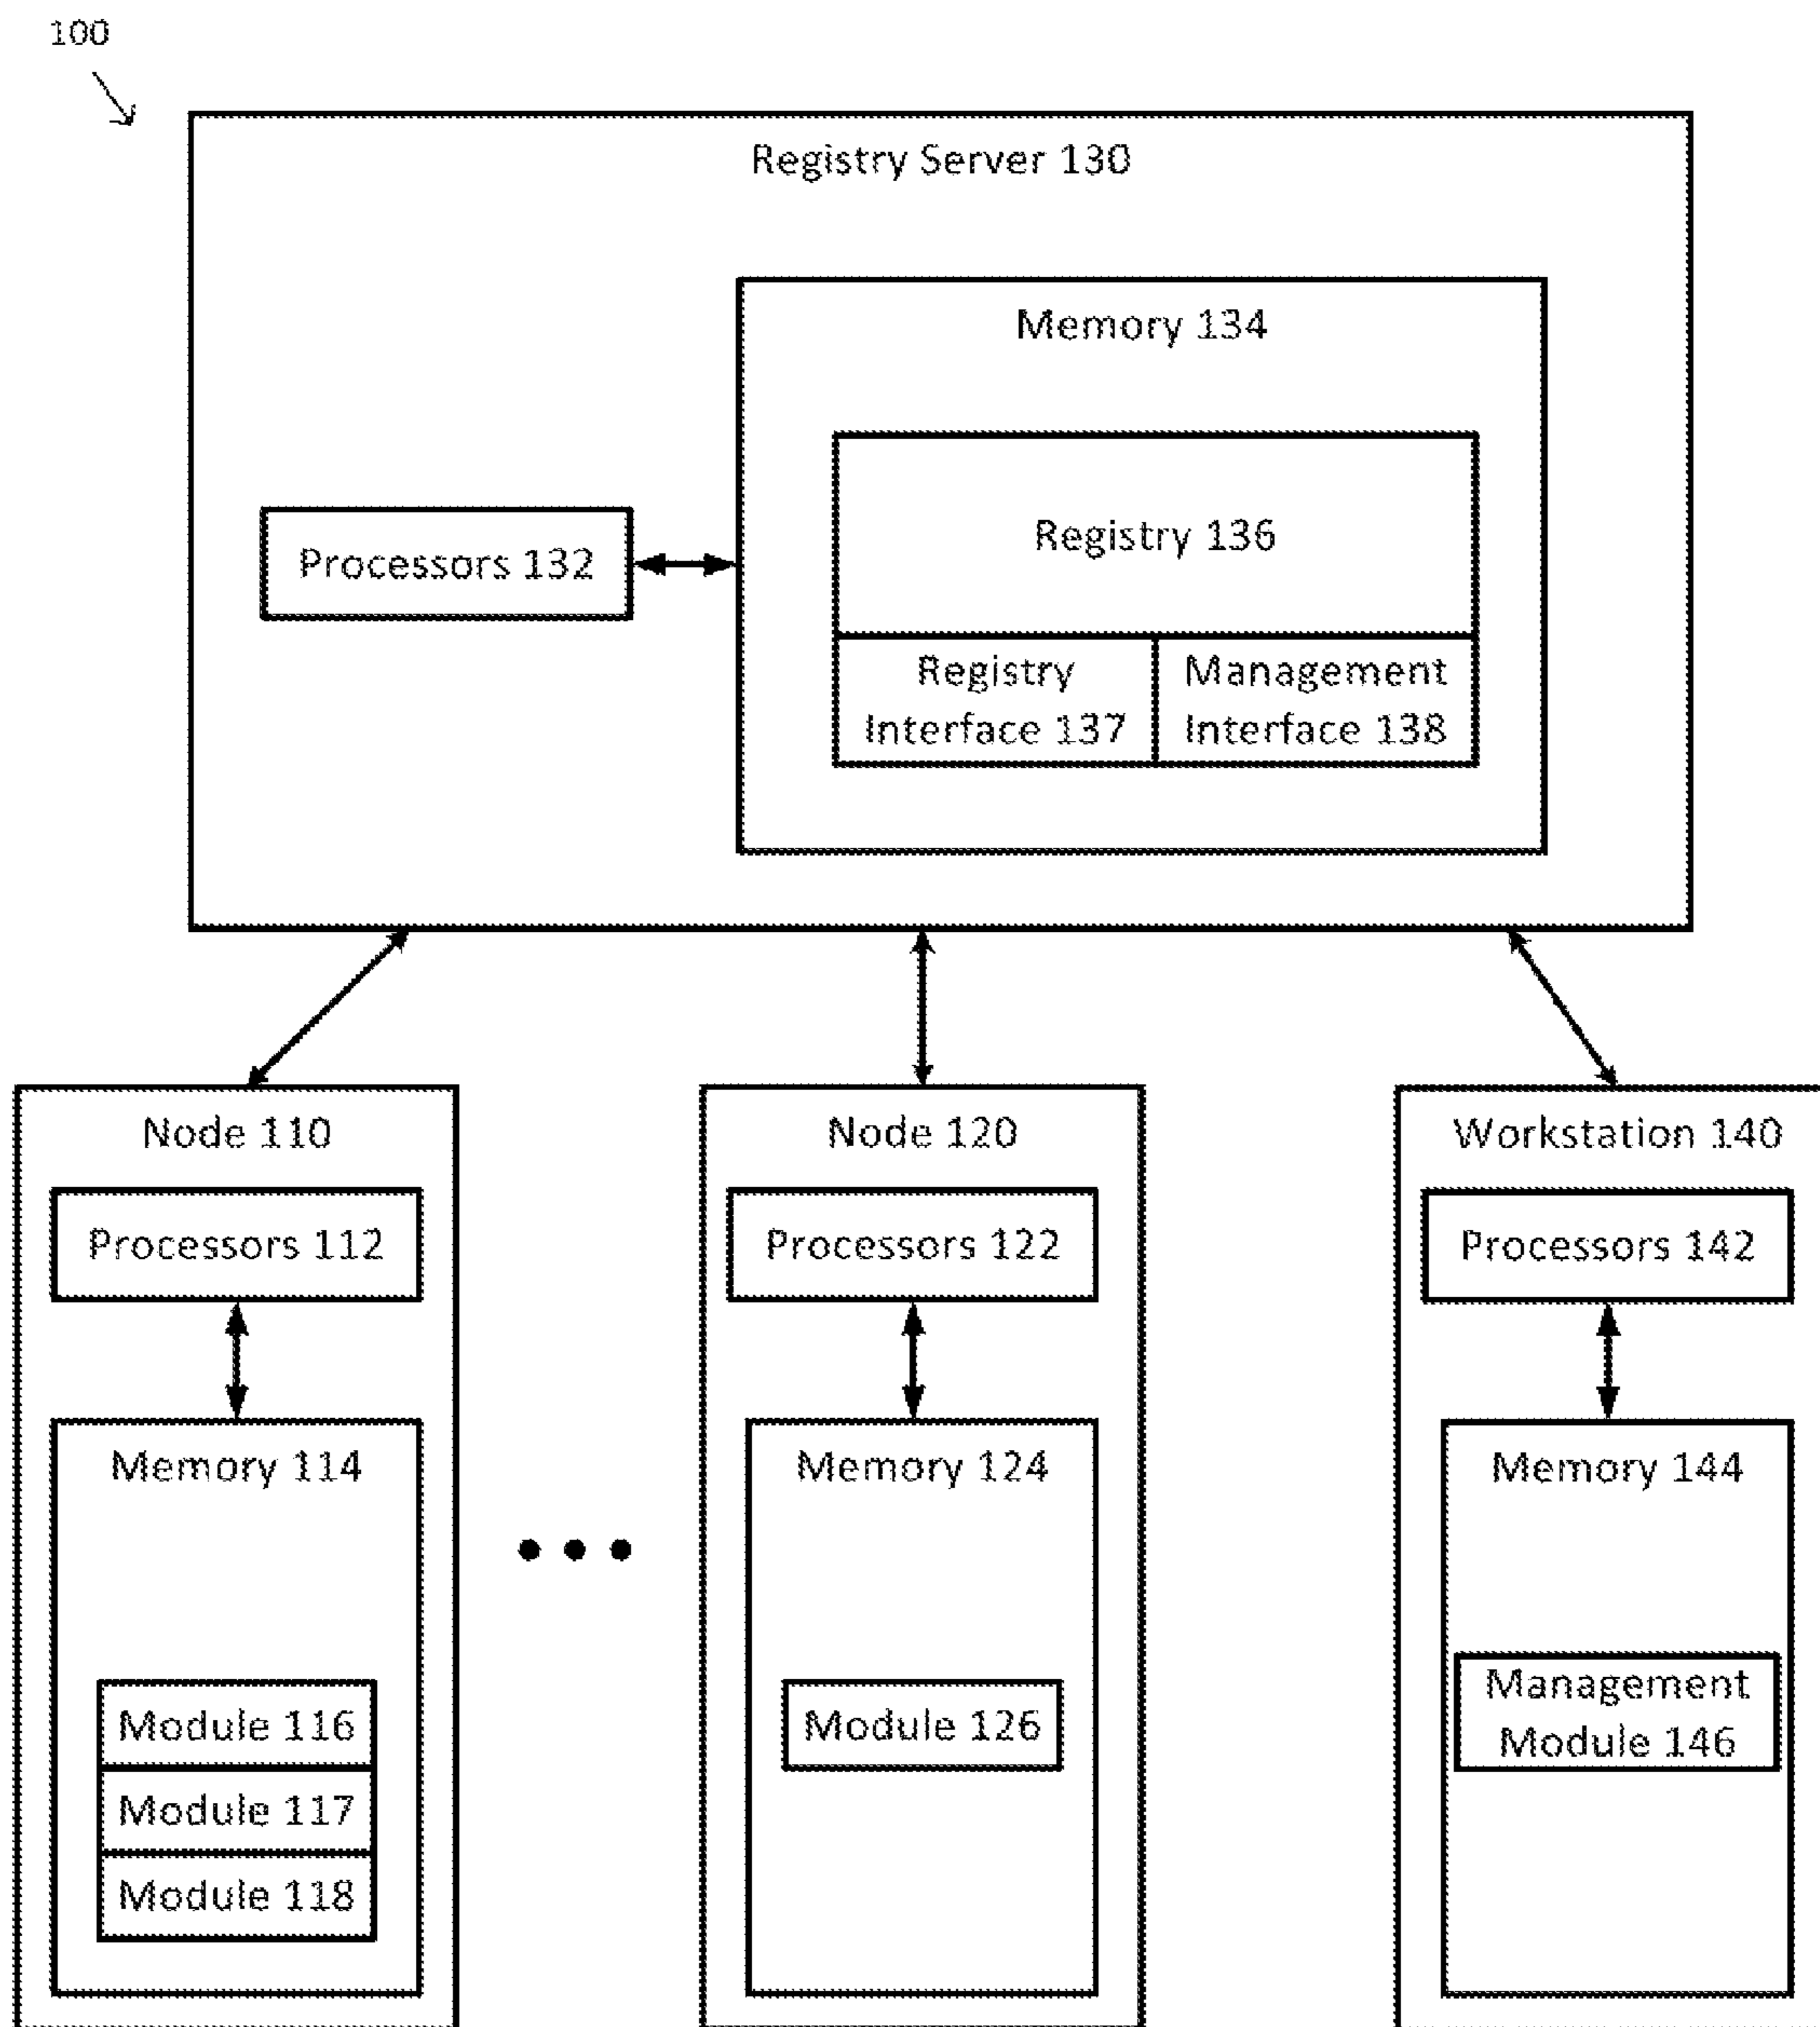 100
Registry Server 130
Memory 134
Registry 136
Processors 132
Registry
Interface 137
Management
Interface 138
Node 110
Processors 112
Memory 114
Module 116
Module 117
Module 118
Node 120
Processors 122
Memory 124
Module 126
Workstation 140
Processors 142
Memory 144
Management
Module 146